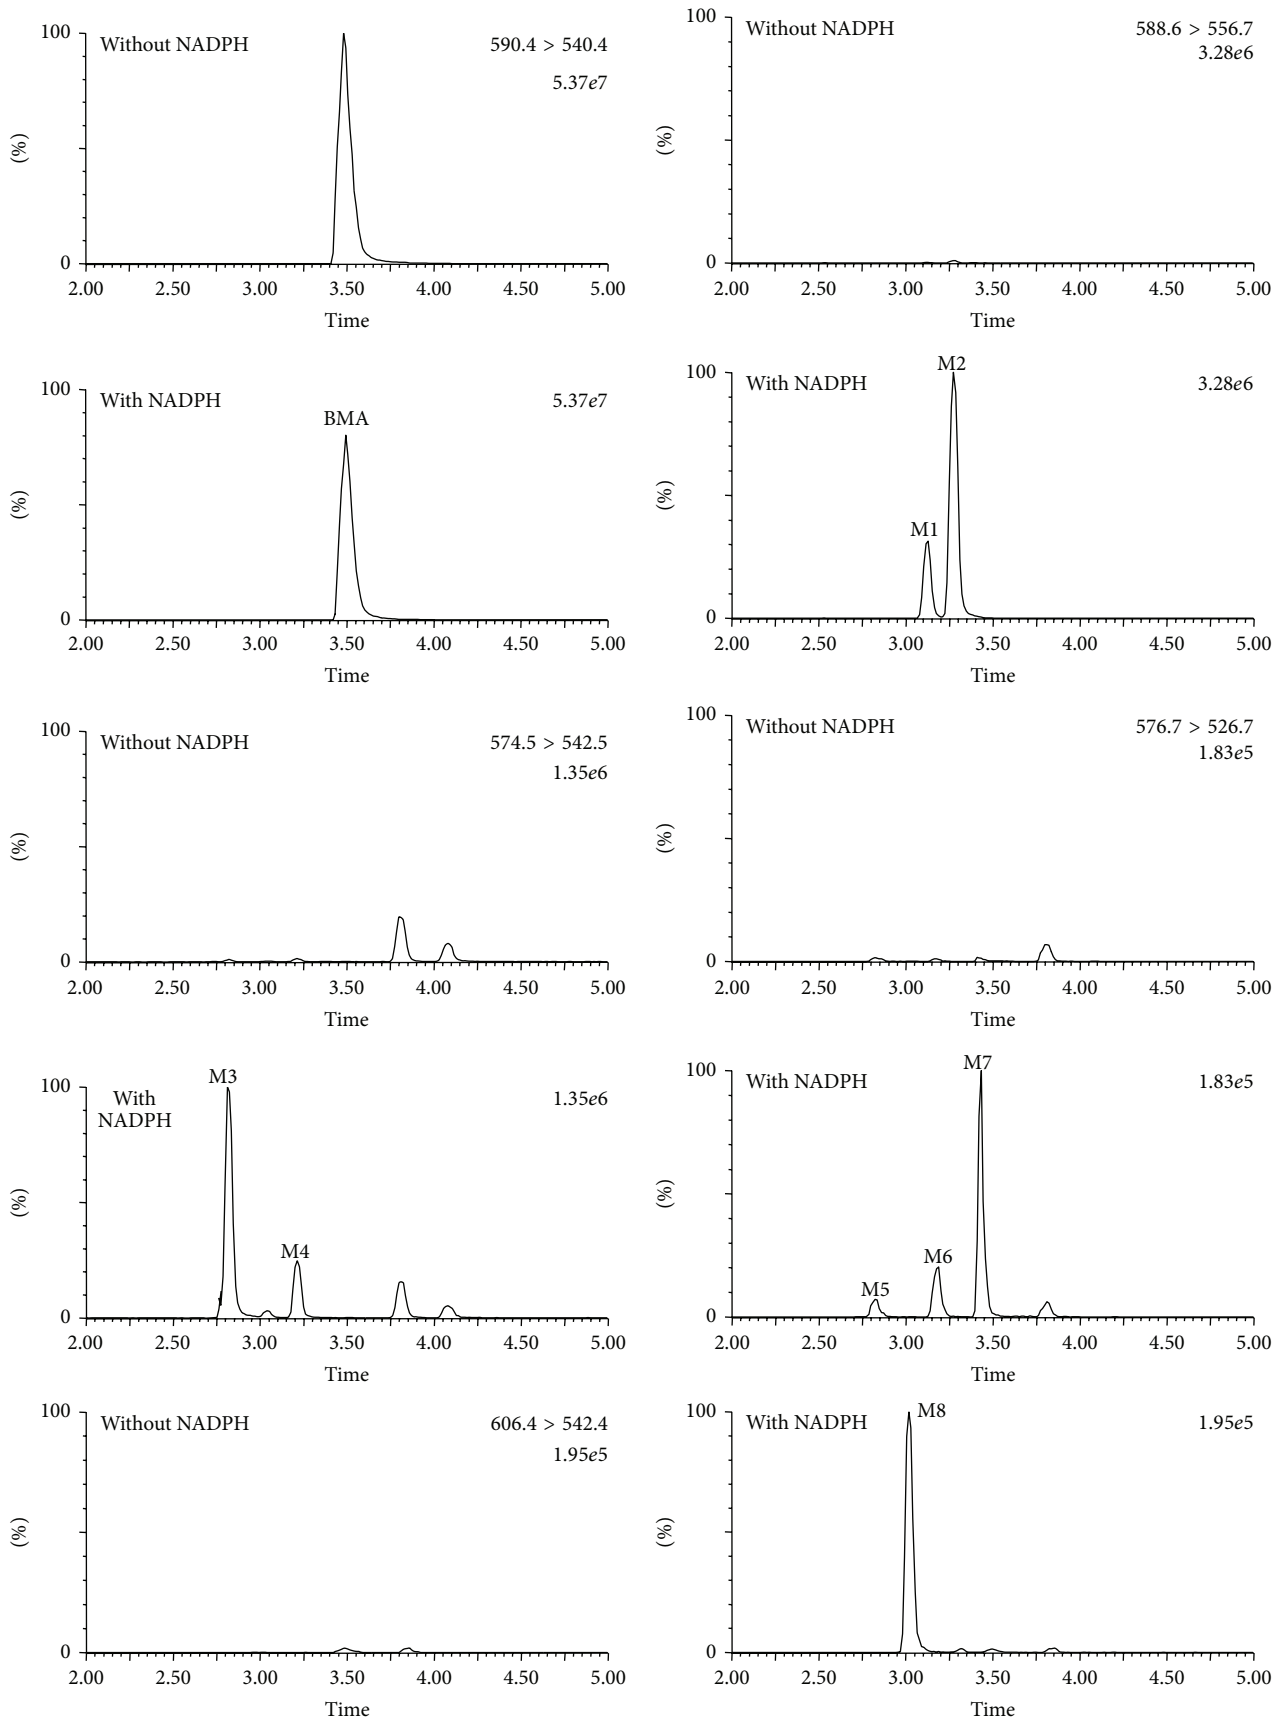 100
Without NADPH
590.4 > 540.4
5.37e7
(%)
0
2.00 2.50 3.00 3.50 4.00 4.50 5.00
Time
100
Without NADPH
588.6 > 556.7
3.28e6
(%)
0
2.00 2.50 3.00 3.50 4.00 4.50 5.00
Time
100
With NADPH
5.37e7
BMA
(%)
0
2.00 2.50 3.00 3.50 4.00 4.50 5.00
Time
M2
100
With NADPH
3.28e6
M1
(%)
0
2.00 2.50 3.00 3.50 4.00 4.50 5.00
Time
100
Without NADPH
574.5 > 542.5
1.35e6
(%)
0
2.00 2.50 3.00 3.50 4.00 4.50 5.00
Time
100
Without NADPH
576.7 > 526.7
1.83e5
(%)
0
2.00 2.50 3.00 3.50 4.00 4.50 5.00
Time
M3
100
With
NADPH
1.35e6
M4
(%)
0
2.00 2.50 3.00 3.50 4.00 4.50 5.00
Time
M7
100
With NADPH
1.83e5
M6
M5
(%)
0
2.00 2.50 3.00 3.50 4.00 4.50 5.00
Time
100
Without NADPH
606.4 > 542.4
1.95e5
(%)
0
2.00 2.50 3.00 3.50 4.00 4.50 5.00
Time
100
With NADPH
M8
1.95e5
(%)
0
2.00 2.50 3.00 3.50 4.00 4.50 5.00
Time